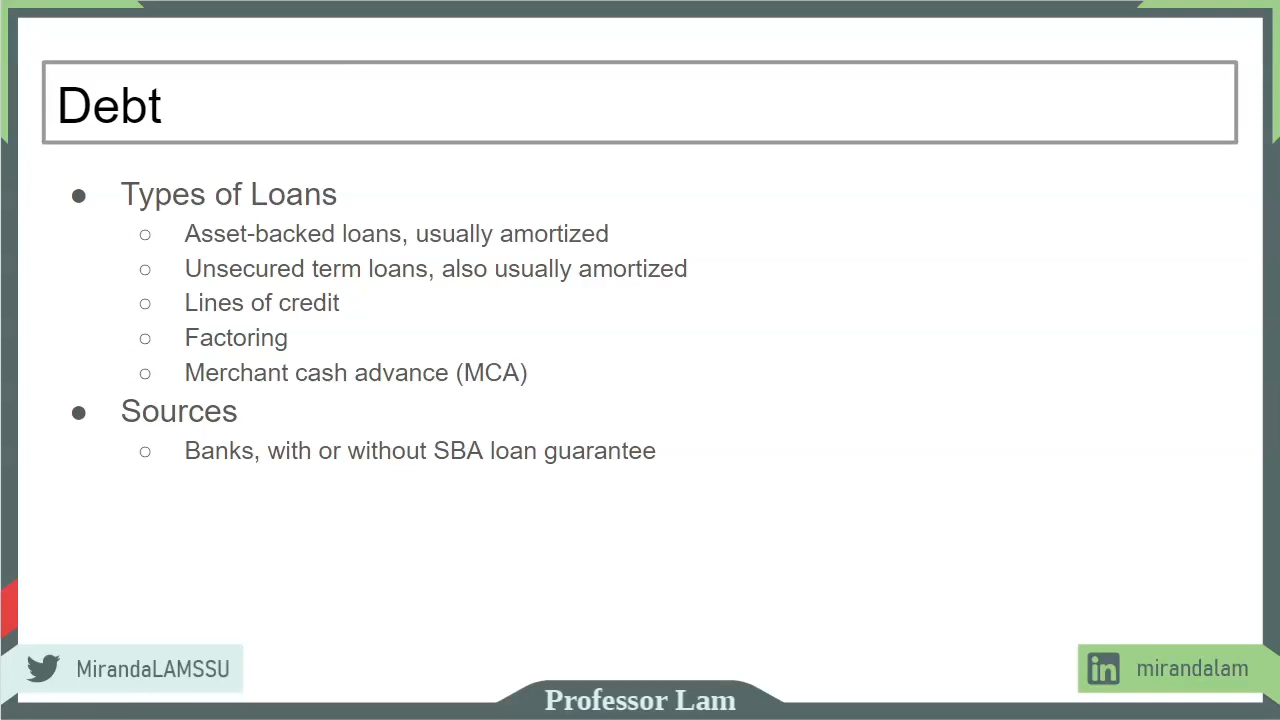 Debt
● Types of Loans
○ Asset-backed loans, usually amortized
○ Unsecured term loans, also usually amortized
○ Lines of credit
○ Factoring
○ Merchant cash advance (MCA)
● Sources
○ Banks, with or without SBA loan guarantee
MirandaLAMSSU
in mirandalam
Professor Lam